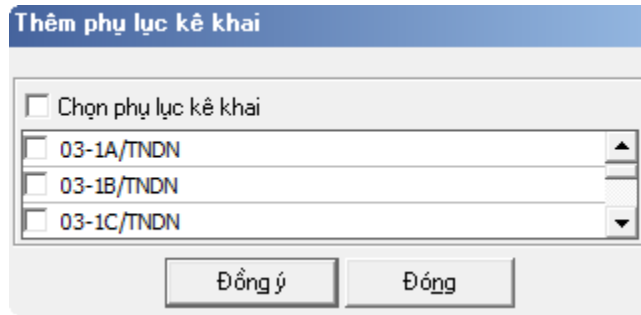 Thêm phụ lục kê khai
Chọn phụ lục kê khai
03-1A/TNDN
03-1B/TNDN
03-1C/TNDN
Đồng ý
Đóng